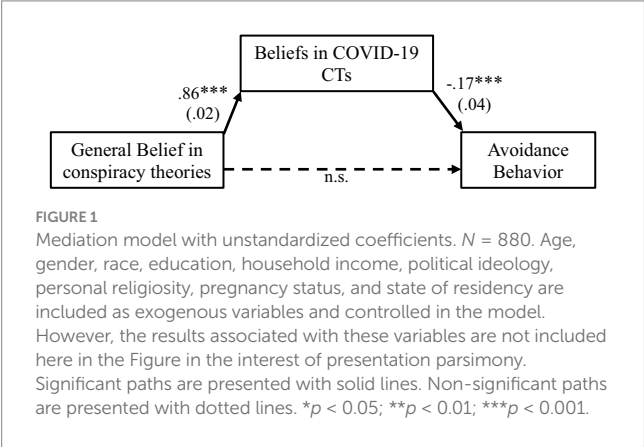 Beliefs in COVID-19
CTs
.86***
(.02)
-.17***
(.04)
General Belief in
conspiracy theories
n.s.
Avoidance
Behavior
FIGURE 1
Mediation model with unstandardized coefficients. N = 880. Age,
gender, race, education, household income, political ideology,
personal religiosity, pregnancy status, and state of residency are
included as exogenous variables and controlled in the model.
However, the results associated with these variables are not included
here in the Figure in the interest of presentation parsimony.
Significant paths are presented with solid lines. Non-significant paths
are presented with dotted lines. *p < 0.05; **p < 0.01; ***p < 0.001.